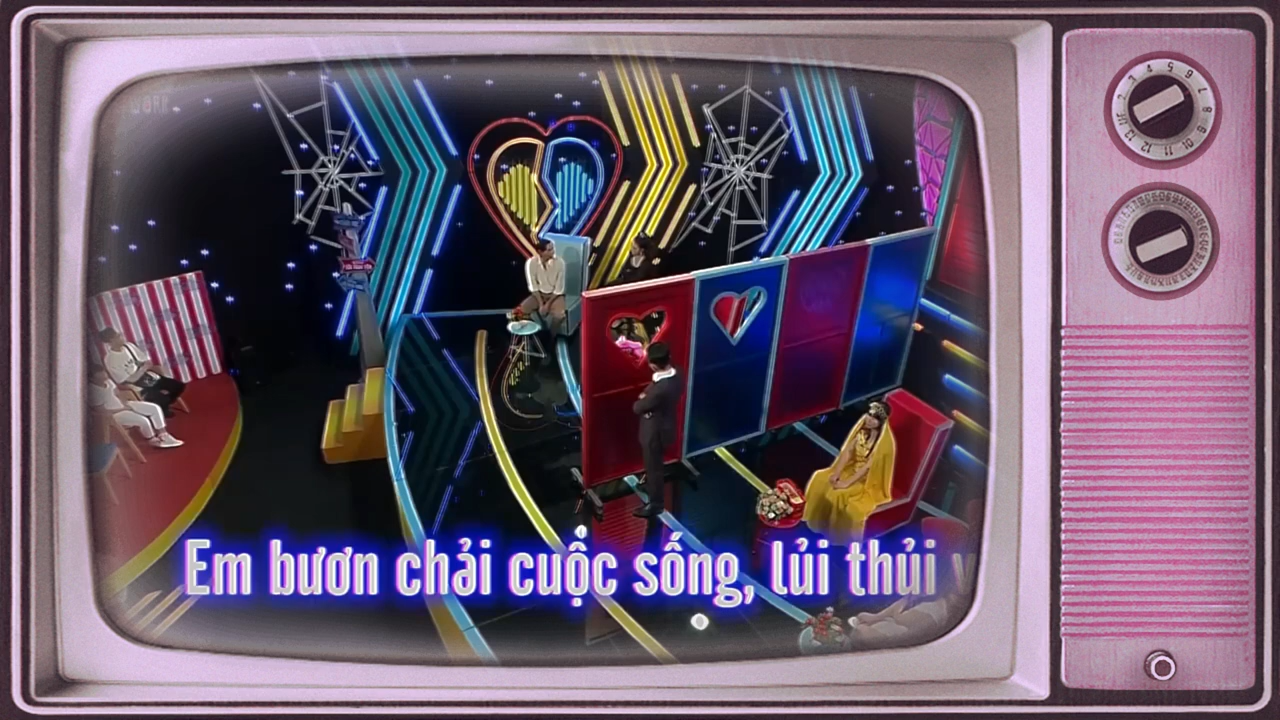 Em bươn chải cuộc sống, lủi thủi